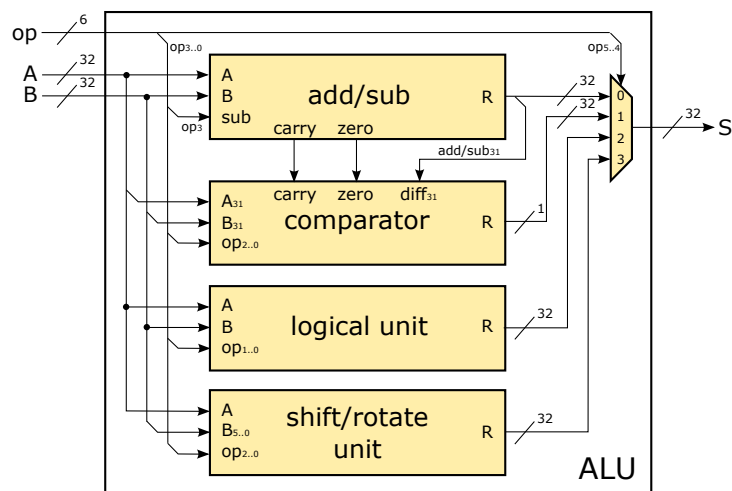 op
6
A
32
B
32
op3..0
op5..4
A
B
sub
add/sub
R
carry
zero
op3
32
32
add/sub31
0
1
2
3
32
S
carry
zero
diff31
A31
B31
op2..0
comparator
R
1
A
B
op1..0
logical unit
R
32
A
B5..0
op2..0
shift/rotate
unit
R
32
ALU